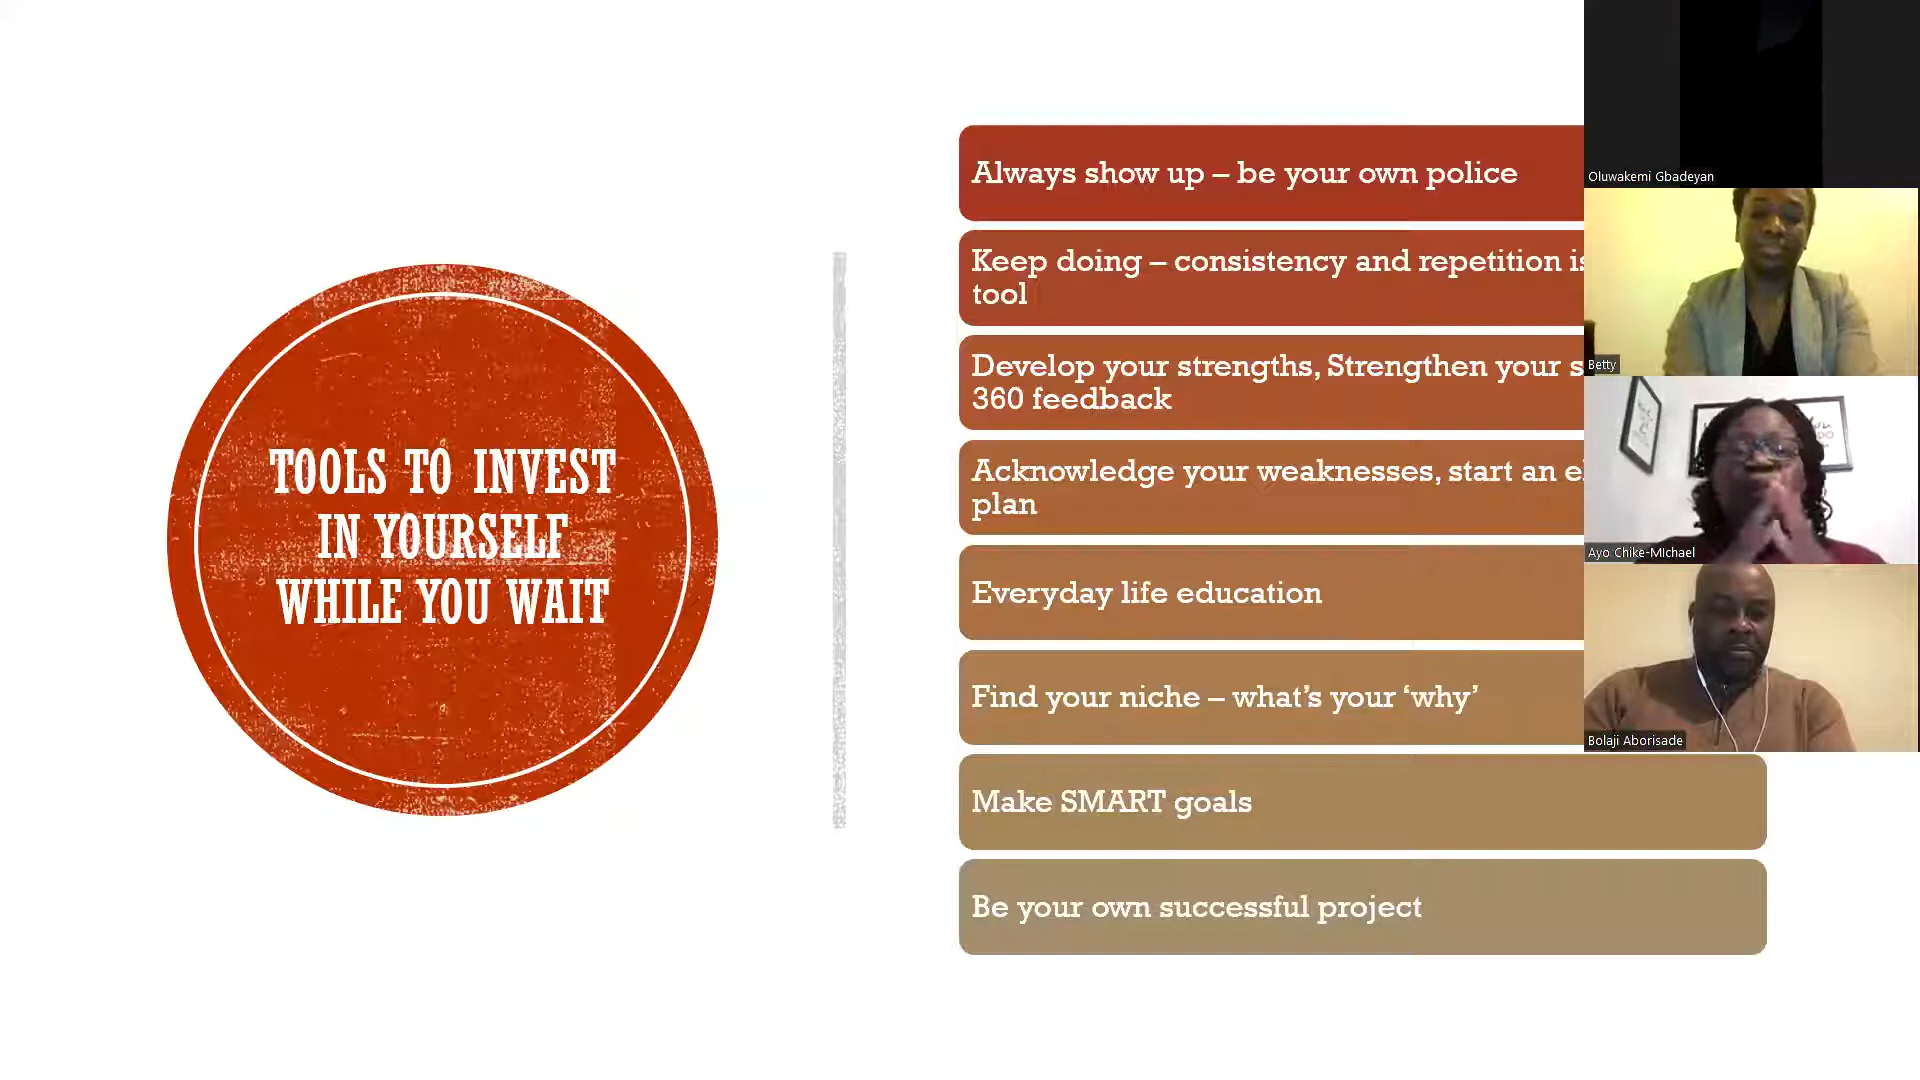 TOOLS TO INVEST
IN YOURSELF
WHILE YOU WAIT
Always show up – be your own police
Keep doing – consistency and repetition is
tool
Develop your strengths, Strengthen your
360 feedback
Acknowledge your weaknesses, start an
plan
Everyday life education
Find your niche – what’s your ‘why’
Make SMART goals
Be your own successful project
Oluwakemi Gbadeyan
Betty
Ayo Chike-Michael
Bolaji Aborisade